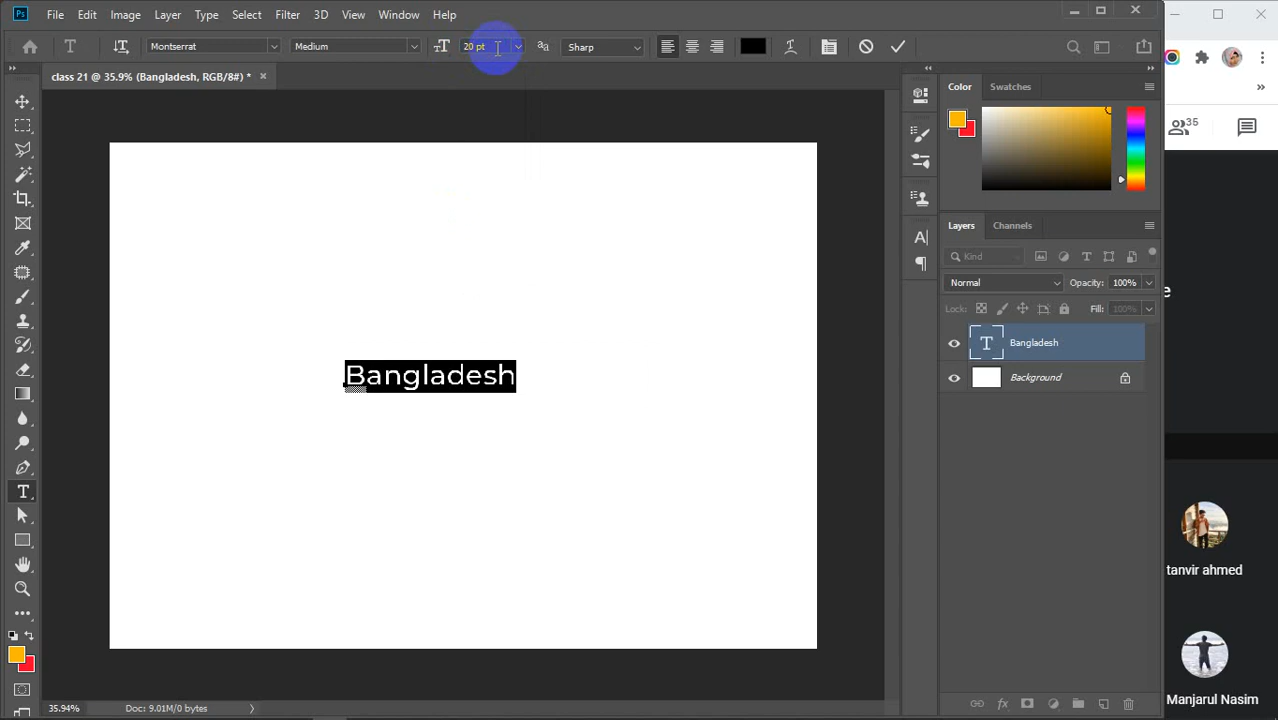 Ps File Edit Image Layer Type Select Filter 3D View Window Help
T Montserrat Medium 20 pt Sharp
class 21 @ 35.9% (Bangladesh, RGB/8#) * ×
Color Swatches
35
Bangladesh
Layers Channels
Kind
Normal Opacity: 100%
Lock: Fill: 100%
Bangladesh
Background
e
tanvir ahmed
Manjarul Nasim
35.94% Doc: 9.01M/0 bytes